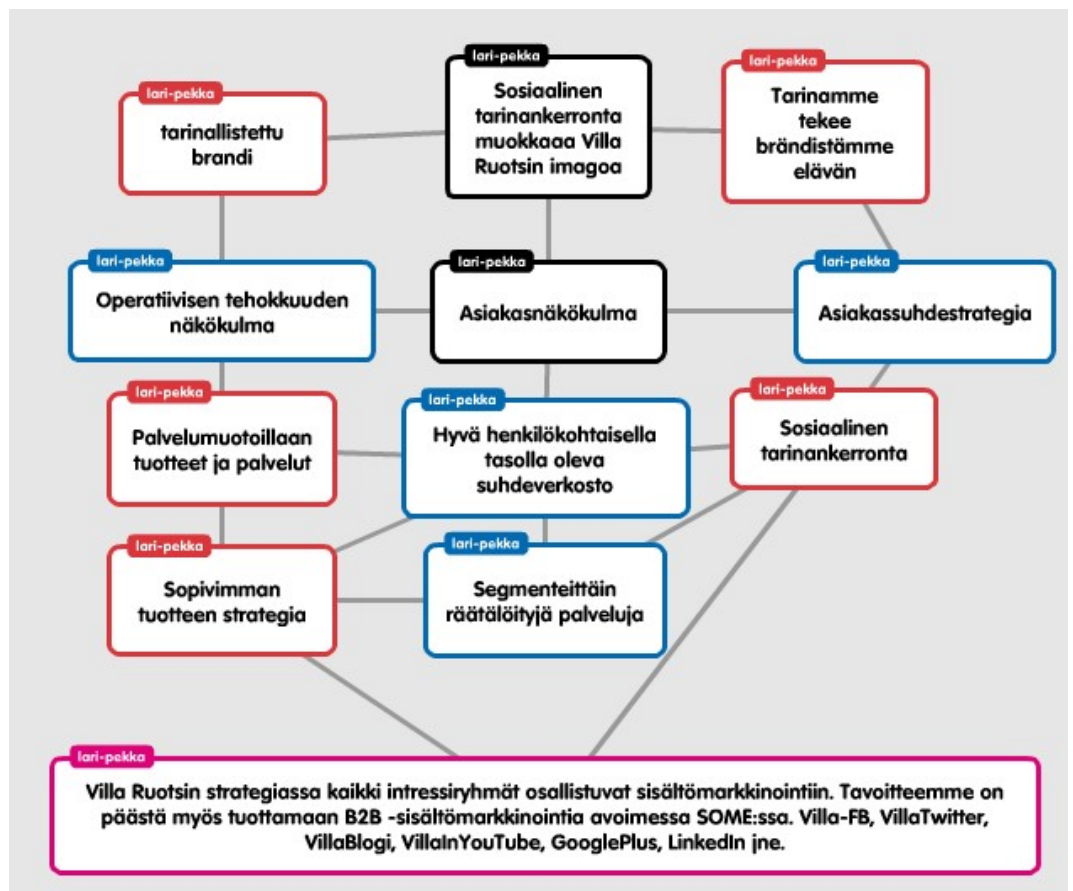 lari-pekka
tarinallistettu
brandi
lari-pekka
Sosiaalinen
tarinankerronta
muokkaaa Villa
Ruotsin imagoa
lari-pekka
Tarinamme
tekee
brändistämme
elävän
lari-pekka
Operatiivisen tehokkuuden
näkökulma
lari-pekka
Asiakasnäkökulma
lari-pekka
Asiakassuhdestrategia
lari-pekka
Palvelumuotoillaan
tuotteet ja palvelut
lari-pekka
Hyvä henkilökohtaisella
tasolla oleva
suhdeverkosto
lari-pekka
Sosiaalinen
tarinankerronta
lari-pekka
Sopivimman
tuotteen strategia
lari-pekka
Segmenteittäin
räätälöityjä palveluja
lari-pekka
Villa Ruotsin strategiassa kaikki intressiryhmät osallistuvat sisältömarkkinointiin. Tavoitteemme on
päästä myös tuottamaan B2B -sisältömarkkinointia avoimessa SOME:ssa. Villa-FB, VillaTwitter,
VillaBlogi, VillaInYouTube, GooglePlus, LinkedIn jne.